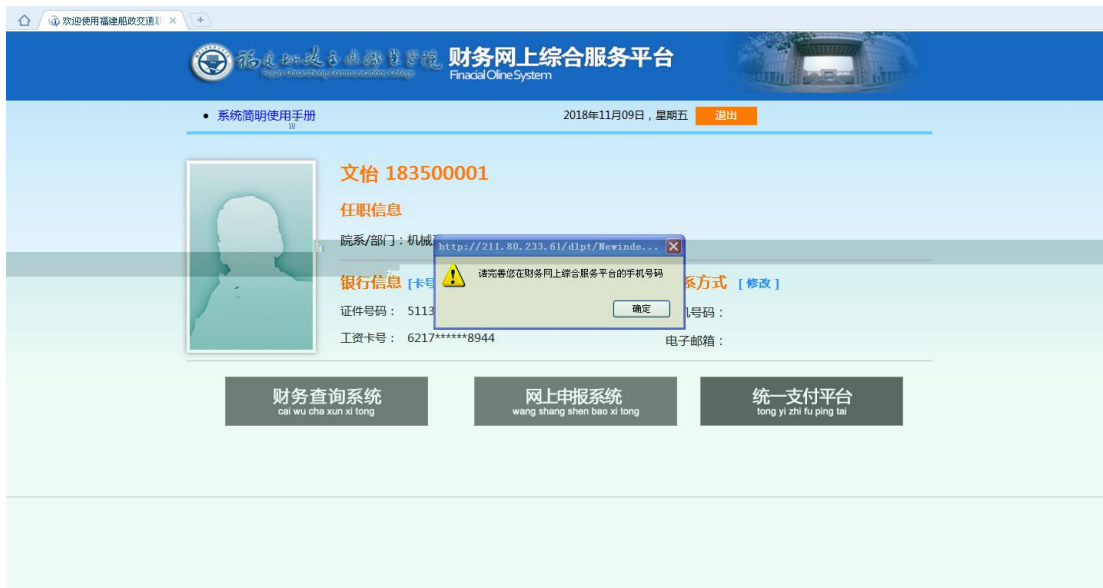 欢迎使用福建船政交通职
福建船政交通职业学院 财务网上综合服务平台
Fujian Chuanzheng Communications College Finacial Oline System
系统简明使用手册 2018年11月09日，星期五 退出
文怡 183500001
任职信息
院系/部门：机械
http://211.80.233.61/dlpt/Newinde...
请完善您在财务网上综合服务平台的手机号码
银行信息 [卡号 系方式 [修改]
确定
证件号码： 5113 机号码：
工资卡号： 6217******8944
电子邮箱：
财务查询系统 网上申报系统 统一支付平台
cai wu cha xun xi tong wang shang shen bao xi tong tong yi zhi fu ping tai